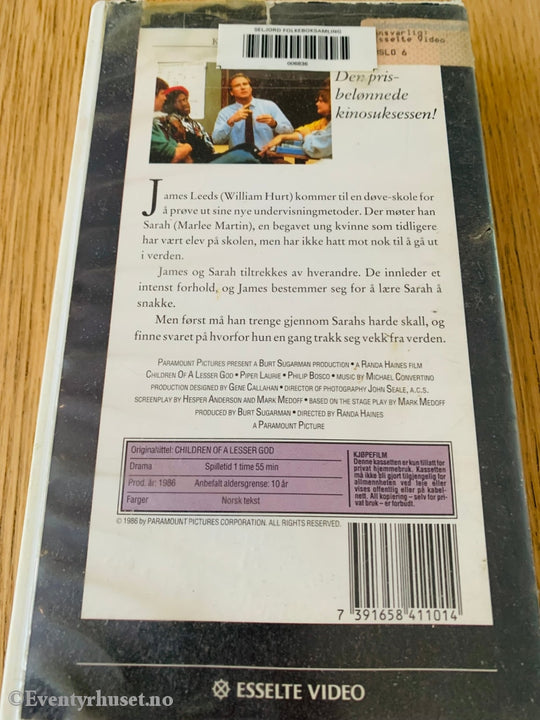 SELJORD FOLKEBOKSAMLING
006836
sselte Video
OSLO 6
Den pris-
belønnede
kinosuksessen!
James Leeds (William Hurt) kommer til en døve-skole for
å prøve ut sine nye undervisningmetoder. Der møter han
Sarah (Marlee Martin), en begavet ung kvinne som tidligere
har vært elev på skolen, men har ikke hatt mot nok til å gå ut
i verden.
James og Sarah tiltrekkes av hverandre. De innleder et
intenst forhold, og James bestemmer seg for å lære Sarah å
snakke.
Men først må han trenge gjennom Sarahs harde skall, og
finne svaret på hvorfor hun en gang trakk seg vekk fra verden.
PARAMOUNT PICTURES PRESENT A BURT SUGARMAN PRODUCTION • A RANDA HAINES FILM
CHILDREN OF A LESSER GOD • PIPER LAURIE • PHILIP BOSCO • MUSIC BY MICHAEL CONVERTINO
PRODUCTION DESIGNED BY GENE CALLAHAN • DIRECTOR OF PHOTOGRAPHY JOHN SEALE, A.C.S.
SCREENPLAY BY HESPER ANDERSON AND MARK MEDOFF • BASED ON THE STAGE PLAY BY MARK MEDOFF
PRODUCED BY BURT SUGARMAN • DIRECTED BY RANDA HAINES
A PARAMOUNT PICTURE
Originaltittel: CHILDREN OF A LESSER GOD
Drama Spilletid 1 time 55 min
Prod. år: 1986 Anbefalt aldersgrense: 10 år
Farger Norsk tekst
KJØPEFILM
Denne kassetten er kun tillatt for
privat hjemmebruk. Kassetten
må ikke bli gjort tilgjengelig for
allmennheten ved leie eller
vises offentlig eller på kabel-
nett. All kopiering – selv for pri-
vat bruk – er forbudt.
© 1986 by PARAMOUNT PICTURES CORPORATION. ALL RIGHTS RESERVED.
7 391658 411014
ESSELTE VIDEO
©Eventyrhuset.no